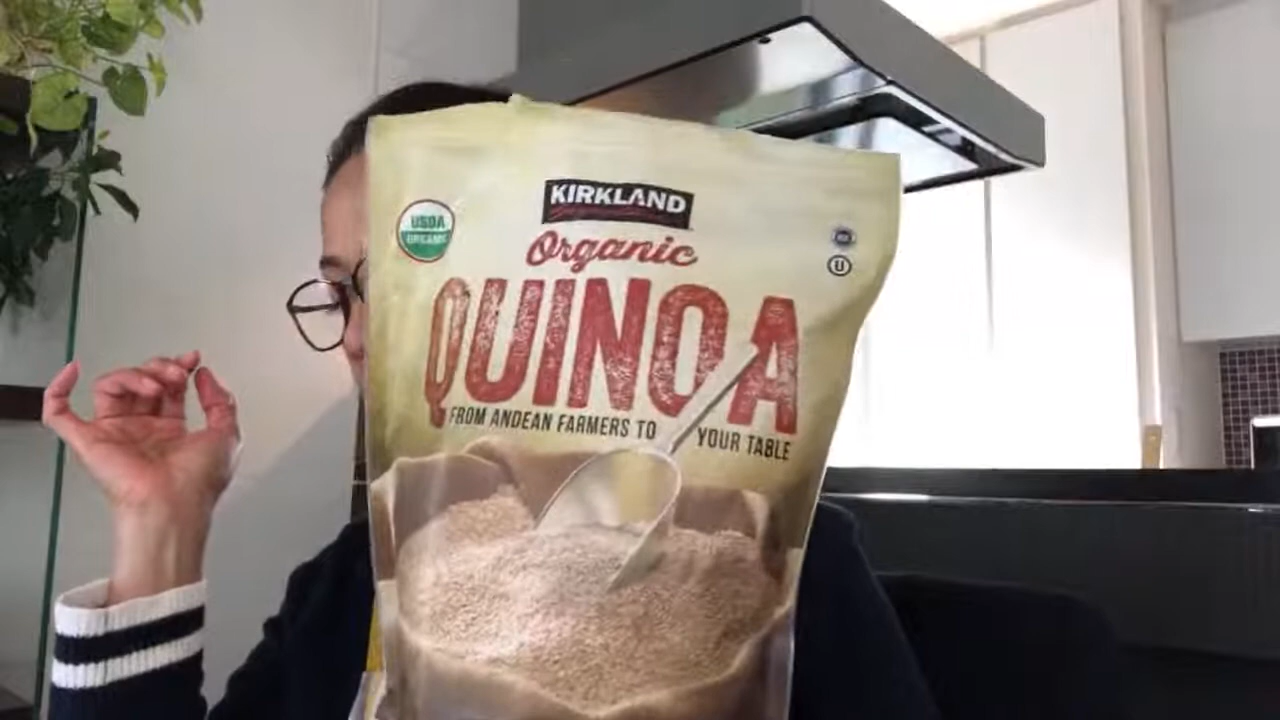 KIRKLAND
USDA
ORGANIC
Organic
U
QUINOA
FROM ANDEAN FARMERS TO YOUR TABLE